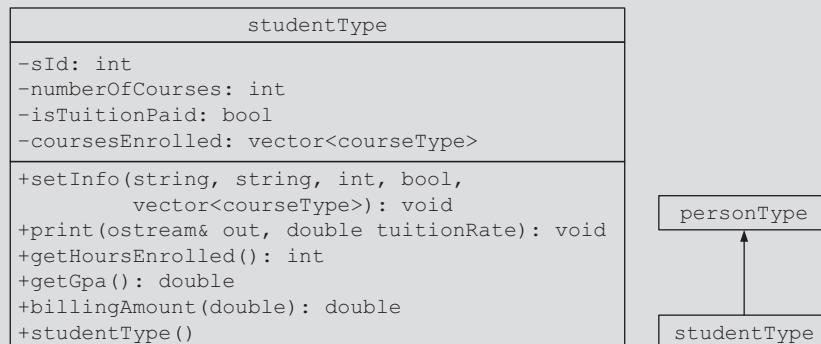 studentType
-sId: int
-numberOfCourses: int
-isTuitionPaid: bool
-coursesEnrolled: vector<courseType>
+setInfo(string, string, int, bool,
vector<courseType>): void
+print(ostream& out, double tuitionRate): void
+getHoursEnrolled(): int
+getGpa(): double
+billingAmount(double): double
+studentType()
personType
studentType